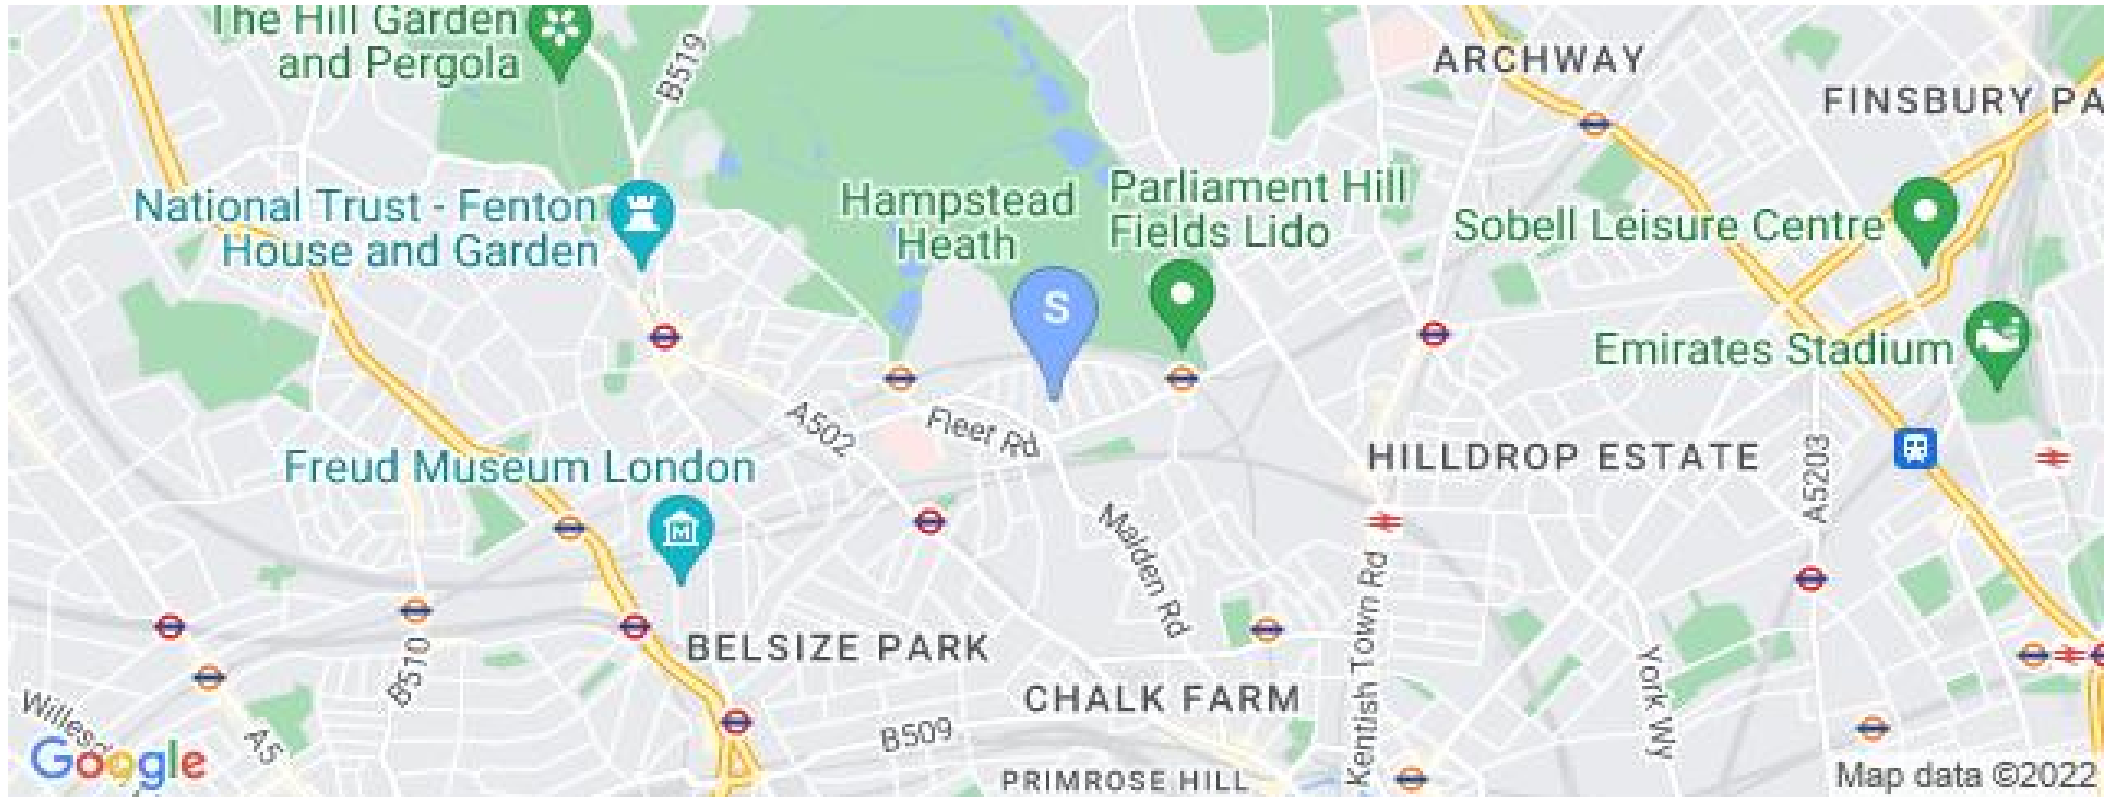 The Hill Garden
and Pergola
B519
ARCHWAY
FINSBURY PA
National Trust - Fenton
House and Garden
Hampstead
Heath
Parliament Hill
Fields Lido
Sobell Leisure Centre
S
Emirates Stadium
A502
Fleet Rd
HILLDROP ESTATE
A5203
Freud Museum London
M
Malden Rd
Kentish Town Rd
BELSIZE PARK
B510
CHALK FARM
York Wy
Willesd
A5
B509
Google
PRIMROSE HILL
Map data ©2022